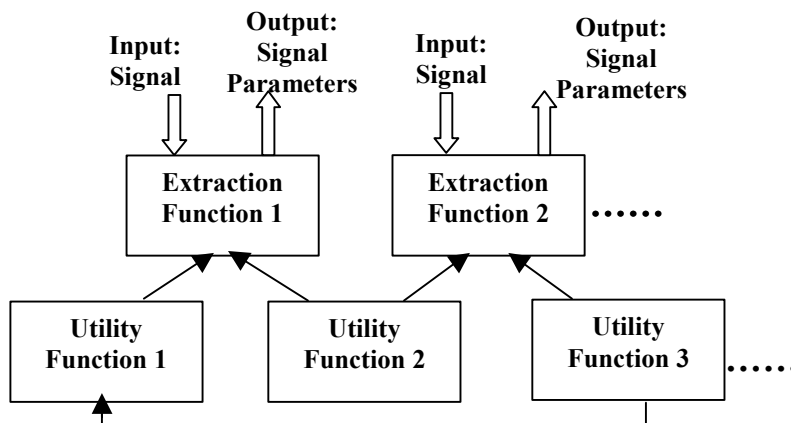 Input:
Signal
Output:
Signal
Parameters
Input:
Signal
Output:
Signal
Parameters
Extraction
Function 1
Extraction
Function 2
......
Utility
Function 1
Utility
Function 2
Utility
Function 3
......